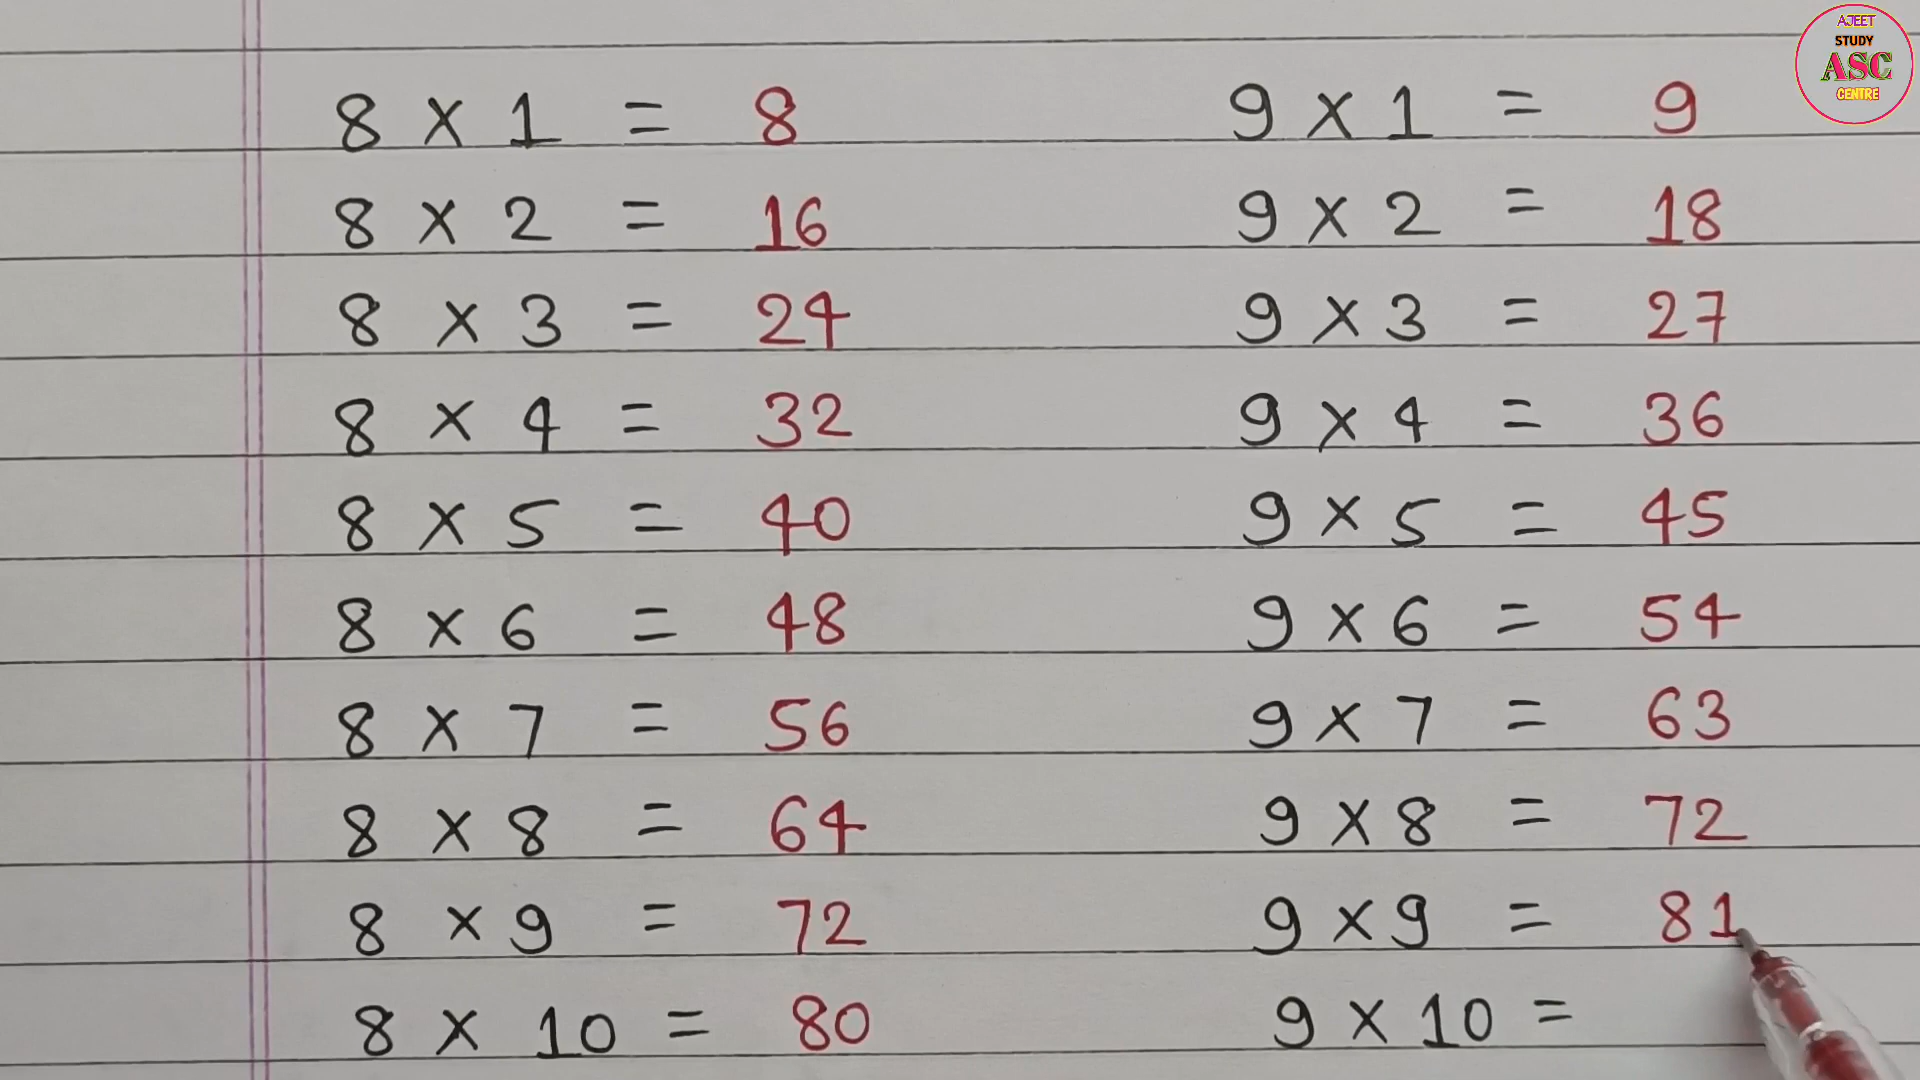 8 × 1 = 8
8 × 2 = 16
8 × 3 = 24
8 × 4 = 32
8 × 5 = 40
8 × 6 = 48
8 × 7 = 56
8 × 8 = 64
8 × 9 = 72
8 × 10 = 80
9 × 1 = 9
9 × 2 = 18
9 × 3 = 27
9 × 4 = 36
9 × 5 = 45
9 × 6 = 54
9 × 7 = 63
9 × 8 = 72
9 × 9 = 81
9 × 10 =
AJEET
STUDY
ASC
CENTRE